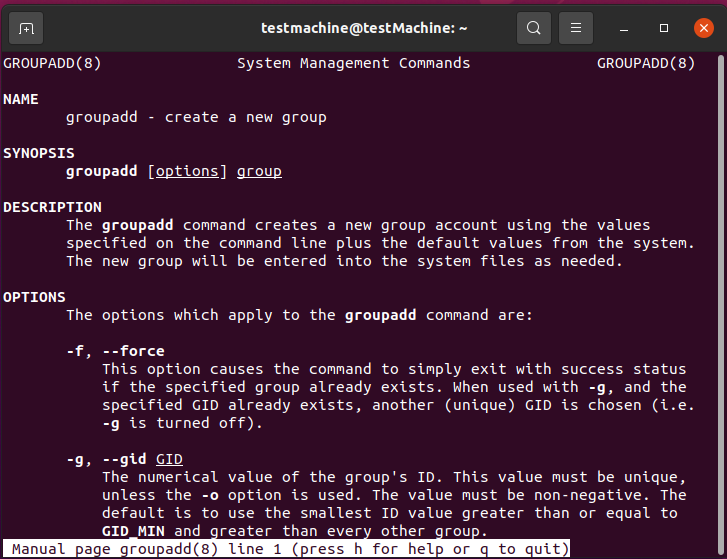 testmachine@testMachine: ~
GROUPADD(8) System Management Commands GROUPADD(8)
NAME
groupadd - create a new group
SYNOPSIS
groupadd [options] group
DESCRIPTION
The groupadd command creates a new group account using the values
specified on the command line plus the default values from the system.
The new group will be entered into the system files as needed.
OPTIONS
The options which apply to the groupadd command are:
-f, --force
This option causes the command to simply exit with success status
if the specified group already exists. When used with -g, and the
specified GID already exists, another (unique) GID is chosen (i.e.
-g is turned off).
-g, --gid GID
The numerical value of the group's ID. This value must be unique,
unless the -o option is used. The value must be non-negative. The
default is to use the smallest ID value greater than or equal to
GID_MIN and greater than every other group.
Manual page groupadd(8) line 1 (press h for help or q to quit)